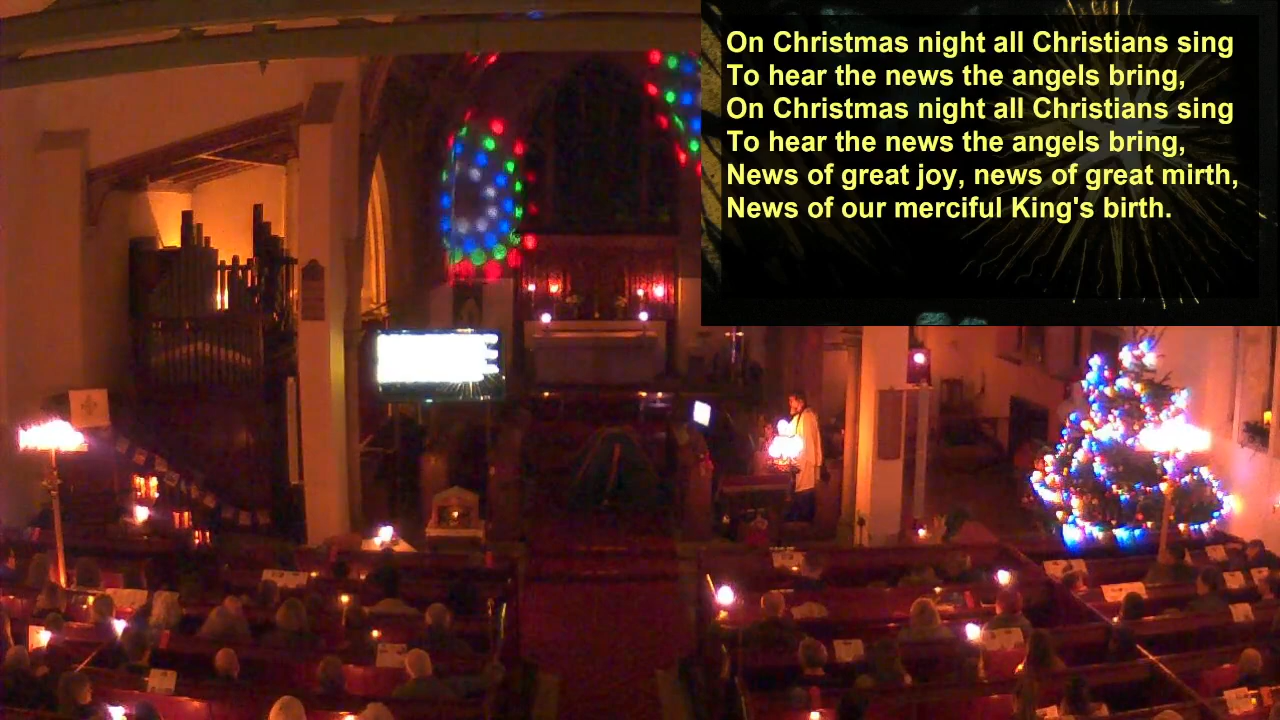 On Christmas night all Christians sing
To hear the news the angels bring,
On Christmas night all Christians sing
To hear the news the angels bring,
News of great joy, news of great mirth,
News of our merciful King's birth.